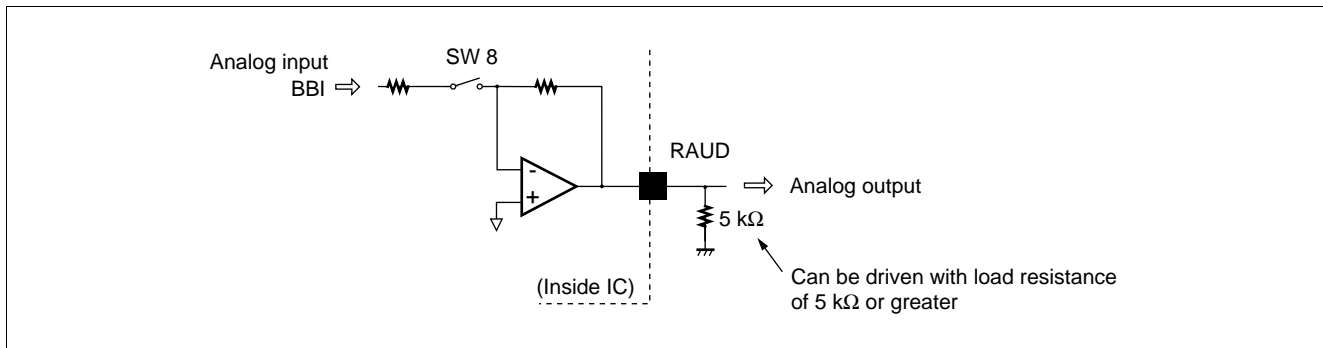 Analog input
BBI
SW 8
-
+
RAUD
Analog output
5 kΩ
(Inside IC)
Can be driven with load resistance
of 5 kΩ or greater